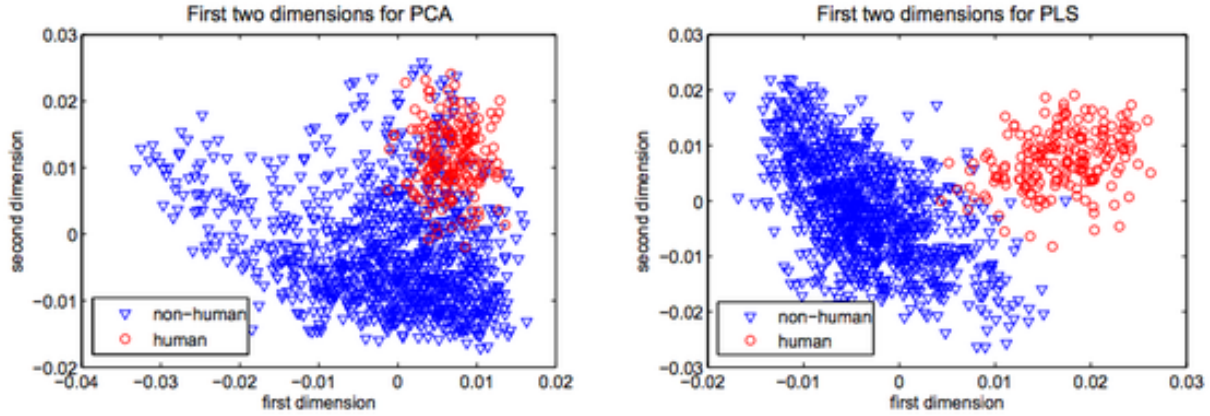 First two dimensions for PCA
0.03
0.02
0.01
0
−0.01
−0.02
−0.04
−0.03
−0.02
−0.01
0
0.01
0.02
second dimension
first dimension
non−human
human
First two dimensions for PLS
0.03
0.02
0.01
0
−0.01
−0.02
−0.03
−0.02
−0.01
0
0.01
0.02
0.03
second dimension
first dimension
non−human
human